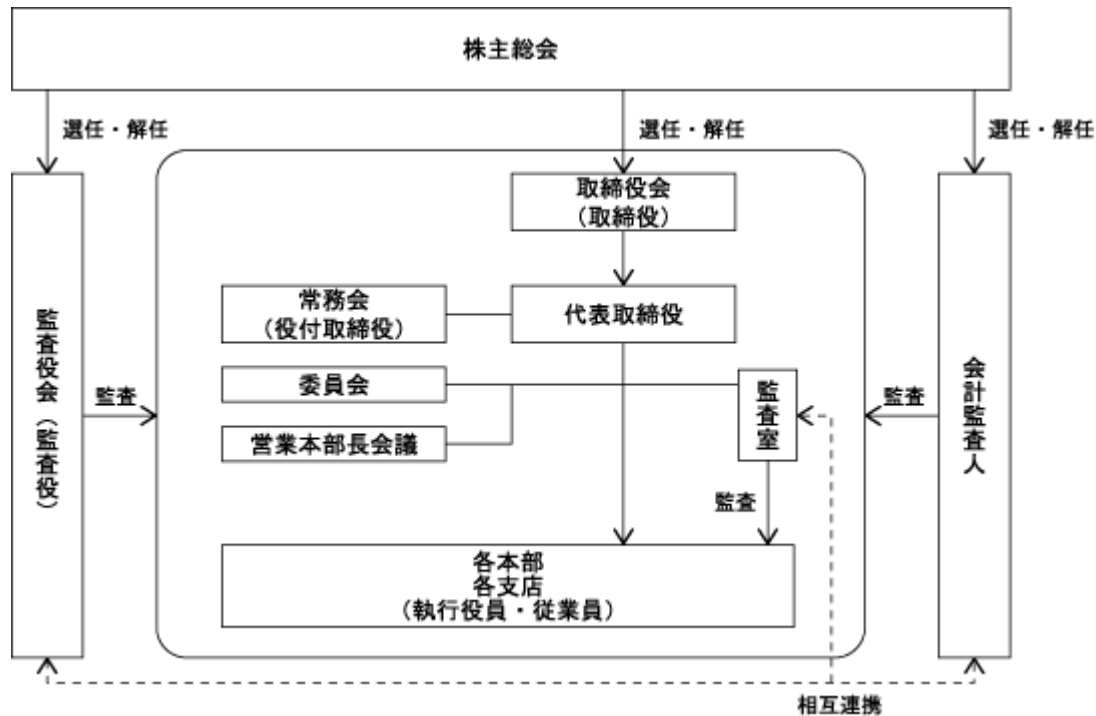 株主総会
選任・解任
選任・解任
選任・解任
取締役会
（取締役）
常務会
（役付取締役）
代表取締役
監査役会（監査役）
監査
委員会
営業本部長会議
監査室
監査
会計監査人
監査
各本部
各支店
（執行役員・従業員）
相互連携